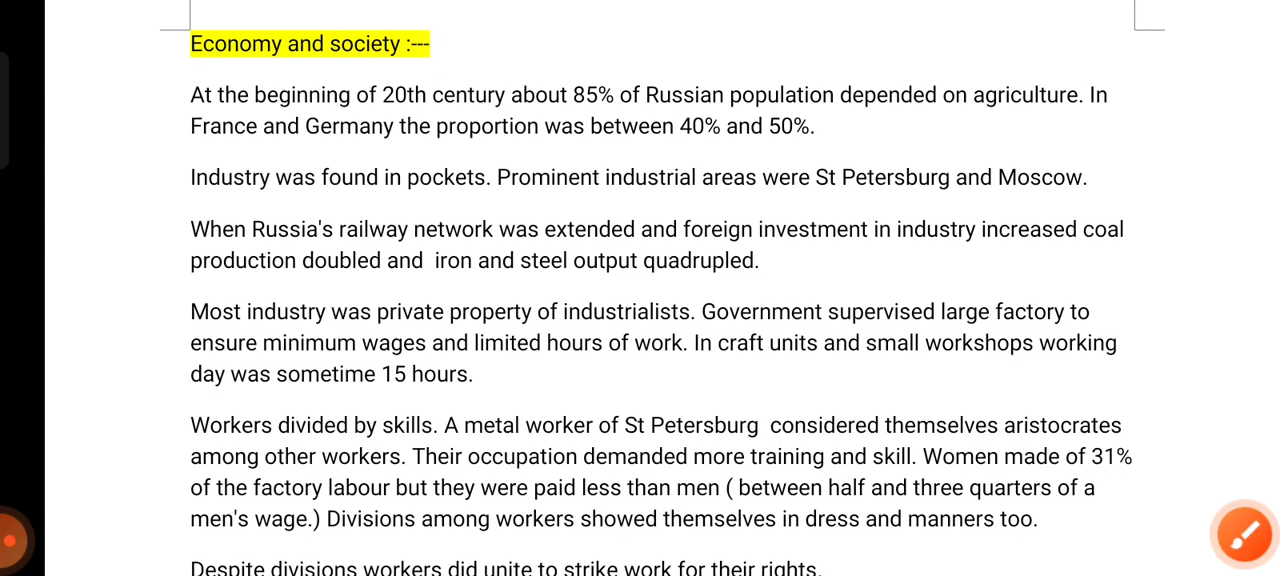 Economy and society :---
At the beginning of 20th century about 85% of Russian population depended on agriculture. In
France and Germany the proportion was between 40% and 50%.
Industry was found in pockets. Prominent industrial areas were St Petersburg and Moscow.
When Russia's railway network was extended and foreign investment in industry increased coal
production doubled and  iron and steel output quadrupled.
Most industry was private property of industrialists. Government supervised large factory to
ensure minimum wages and limited hours of work. In craft units and small workshops working
day was sometime 15 hours.
Workers divided by skills. A metal worker of St Petersburg  considered themselves aristocrates
among other workers. Their occupation demanded more training and skill. Women made of 31%
of the factory labour but they were paid less than men ( between half and three quarters of a
men's wage.) Divisions among workers showed themselves in dress and manners too.
Despite divisions workers did unite to strike work for their rights.